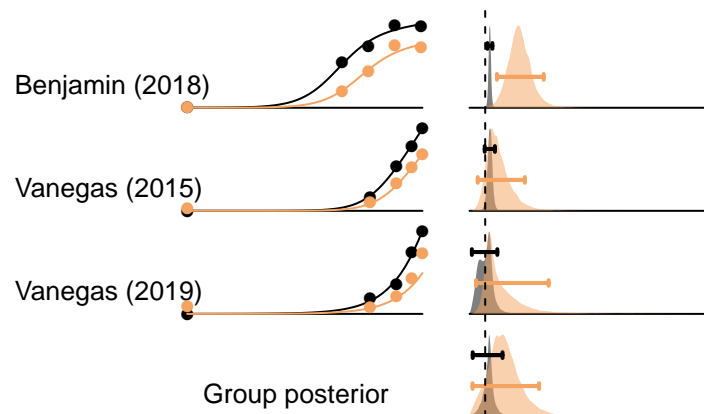 Benjamin (2018)
Vanegas (2015)
Vanegas (2019)
Group posterior